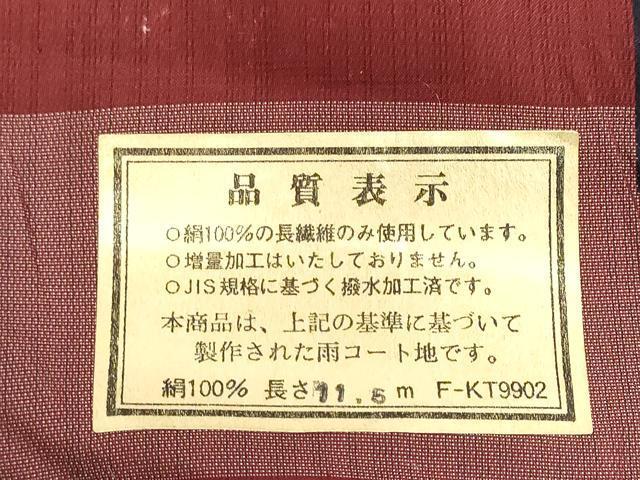 品質表示
○絹100%の長繊維のみ使用しています。
○増量加工はいたしておりません。
○JIS規格に基づく撥水加工済です。
本商品は、上記の基準に基づいて
製作された雨コート地です。
絹100% 長さ 11.5m F-KT9902